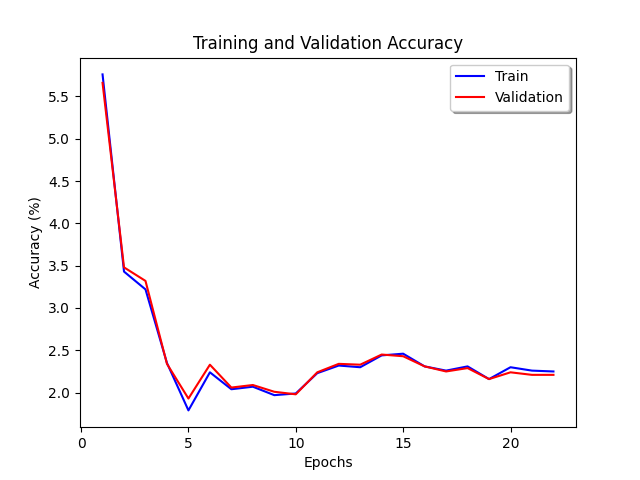 Training and Validation Accuracy
Train
Validation
Accuracy (%)
5.5
5.0
4.5
4.0
3.5
3.0
2.5
2.0
0 5 10 15 20
Epochs